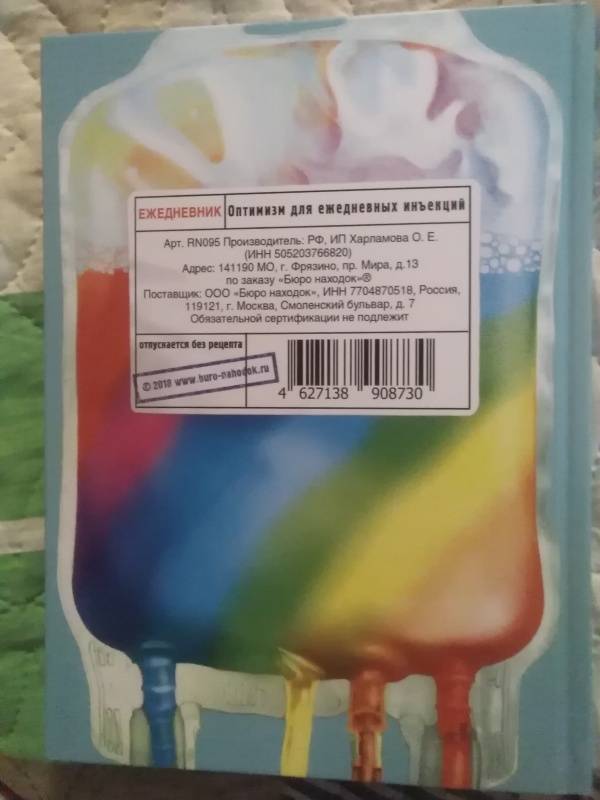 ЕЖЕДНЕВНИК Оптимизм для ежедневных инъекций
Арт. RN095 Производитель: РФ, ИП Харламова О. Е.
(ИНН 505203766820)
Адрес: 141190 МО, г. Фрязино, пр. Мира, д.13
по заказу «Бюро находок»®
Поставщик: ООО «Бюро находок», ИНН 7704870518, Россия,
119121, г. Москва, Смоленский бульвар, д. 7
Обязательной сертификации не подлежит
отпускается без рецепта
© 2018 www.buro-nahodok.ru
4 627138 908730